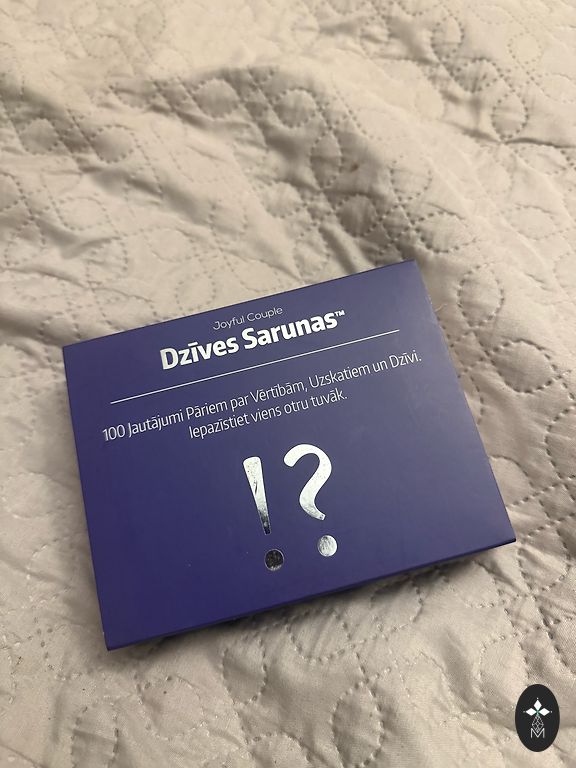 Joyful Couple
Dzīves Sarunas™
100 Jautājumi Pāriem par Vērtībām, Uzskatiem un Dzīvi.
Iepazīstiet viens otru tuvāk.
!?
M